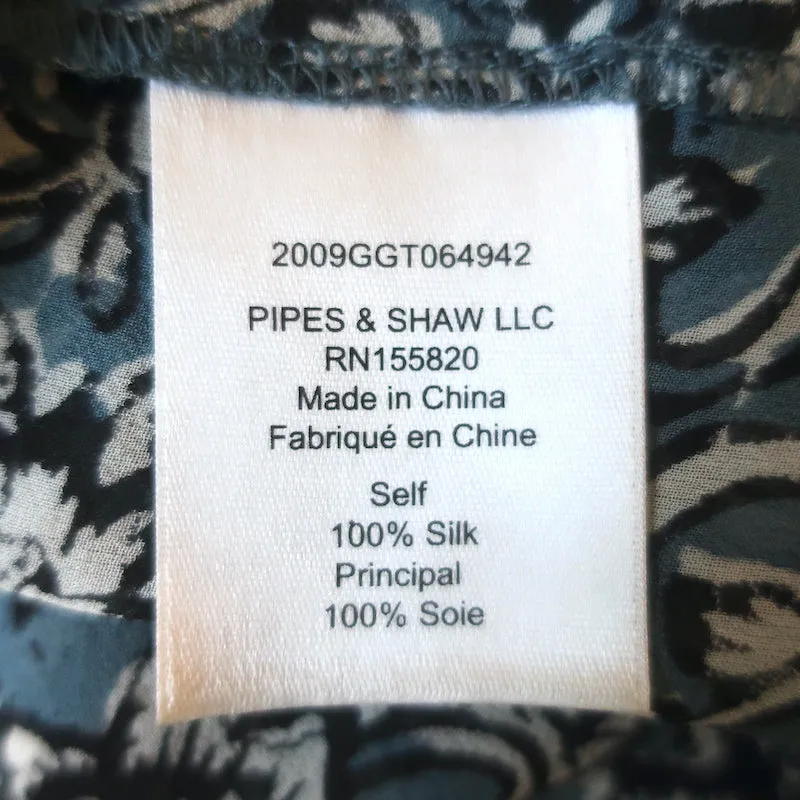 2009GGT064942
PIPES & SHAW LLC
RN155820
Made in China
Fabriqué en Chine
Self
100% Silk
Principal
100% Soie